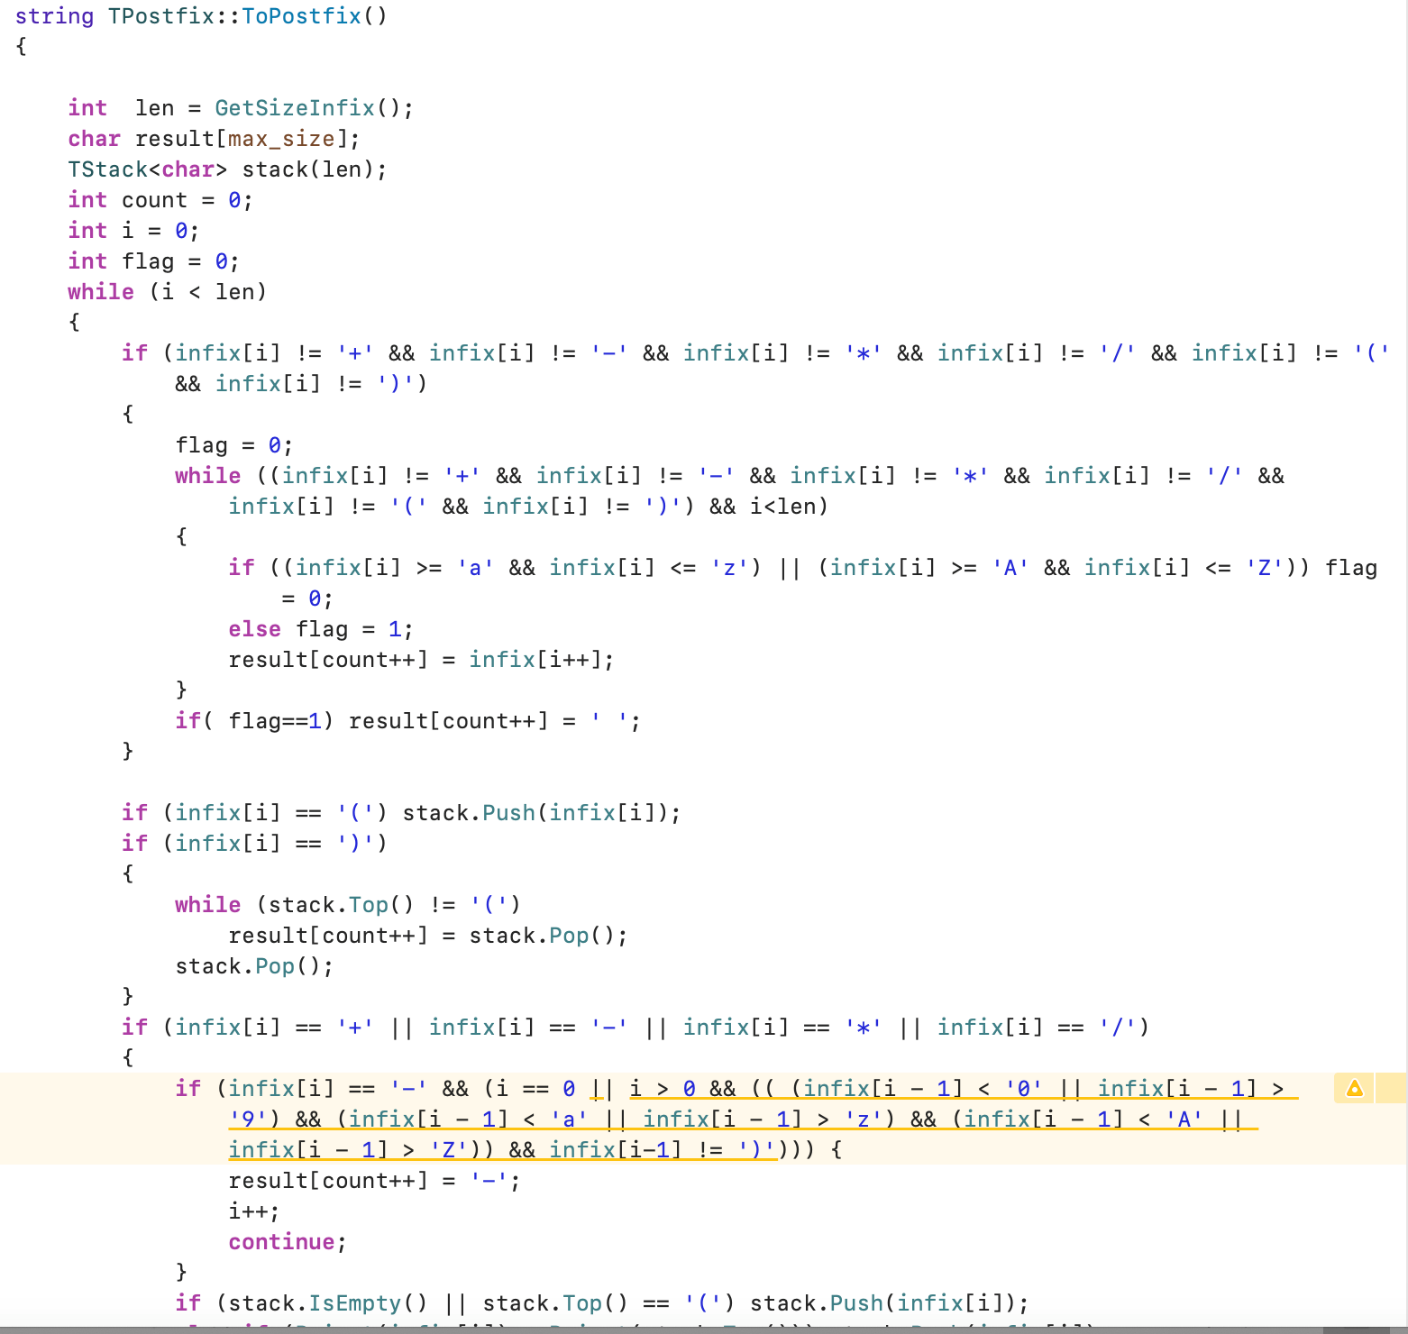 string TPostfix::ToPostfix()
{
int  len = GetSizeInfix();
char result[max_size];
TStack<char> stack(len);
int count = 0;
int i = 0;
int flag = 0;
while (i < len)
{
if (infix[i] != '+' && infix[i] != '-' && infix[i] != '*' && infix[i] != '/' && infix[i] != '('
&& infix[i] != ')')
{
flag = 0;
while ((infix[i] != '+' && infix[i] != '-' && infix[i] != '*' && infix[i] != '/' &&
infix[i] != '(' && infix[i] != ')') && i<len)
{
if ((infix[i] >= 'a' && infix[i] <= 'z') || (infix[i] >= 'A' && infix[i] <= 'Z')) flag
= 0;
else flag = 1;
result[count++] = infix[i++];
}
if( flag==1) result[count++] = ' ';
}
if (infix[i] == '(') stack.Push(infix[i]);
if (infix[i] == ')')
{
while (stack.Top() != '(')
result[count++] = stack.Pop();
stack.Pop();
}
if (infix[i] == '+' || infix[i] == '-' || infix[i] == '*' || infix[i] == '/')
{
if (infix[i] == '-' && (i == 0 || i > 0 && (( (infix[i - 1] < '0' || infix[i - 1] >
'9') && (infix[i - 1] < 'a' || infix[i - 1] > 'z') && (infix[i - 1] < 'A' ||
infix[i - 1] > 'Z')) && infix[i-1] != ')'))) {
result[count++] = '-';
i++;
continue;
}
if (stack.IsEmpty() || stack.Top() == '(') stack.Push(infix[i]);